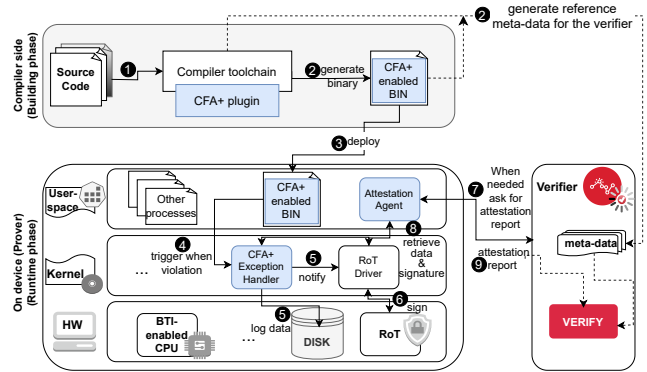 Compiler side
(Building phase)
Source
Code
1
Compiler toolchain
CFA+ plugin
2 generate
binary
CFA+
enabled
BIN
2 generate reference
meta-data for the verifier
3 deploy
On device (Prover)
(Runtime phase)
User-
space
Other
processes
CFA+
enabled
BIN
Attestation
Agent
7 When
needed
ask for
attestation
report
Verifier
meta-data
VERIFY
4
trigger when
violation
8
retrieve
data
&
signature
9 attestation
report
Kernel
...
CFA+
Exception
Handler
5
notify
RoT
Driver
HW
BTI-
enabled
CPU
...
5
log data
DISK
6 sign
RoT